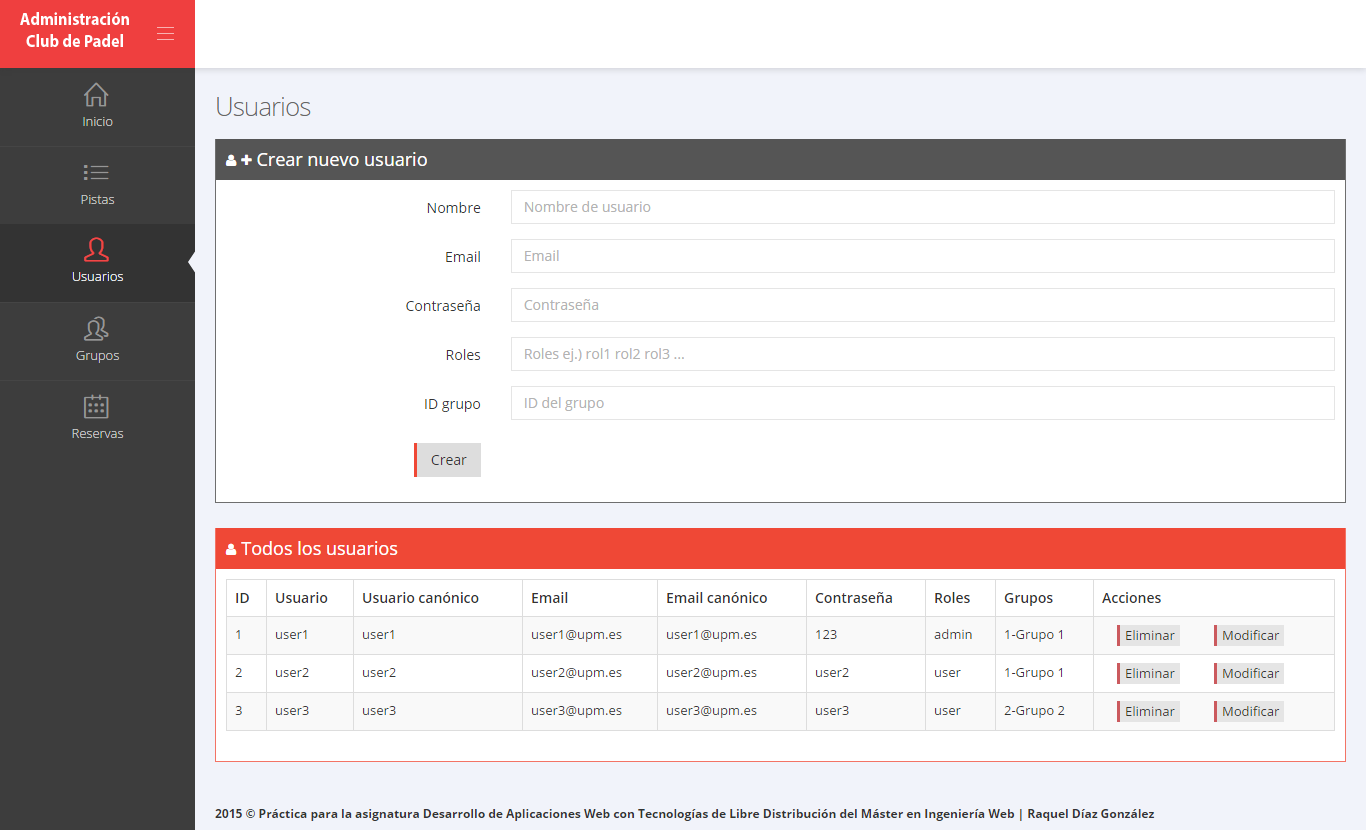 Administración
Club de Padel
Inicio
Pistas
Usuarios
Grupos
Reservas
Usuarios
Crear nuevo usuario
Nombre Nombre de usuario
Email Email
Contraseña Contraseña
Roles Roles ej.) rol1 rol2 rol3 ...
ID grupo ID del grupo
Crear
Todos los usuarios
ID Usuario Usuario canónico Email Email canónico Contraseña Roles Grupos Acciones
1 user1 user1 user1@upm.es user1@upm.es 123 admin 1-Grupo 1 Eliminar Modificar
2 user2 user2 user2@upm.es user2@upm.es user2 user 1-Grupo 1 Eliminar Modificar
3 user3 user3 user3@upm.es user3@upm.es user3 user 2-Grupo 2 Eliminar Modificar
2015 © Práctica para la asignatura Desarrollo de Aplicaciones Web con Tecnologías de Libre Distribución del Máster en Ingeniería Web | Raquel Díaz González